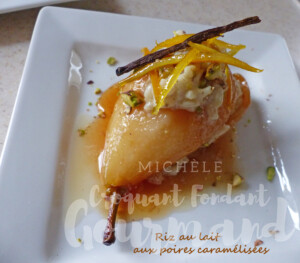 MICHÈLE
Croquant Fondant
Gourmand
Riz au lait
aux poires caramélisées